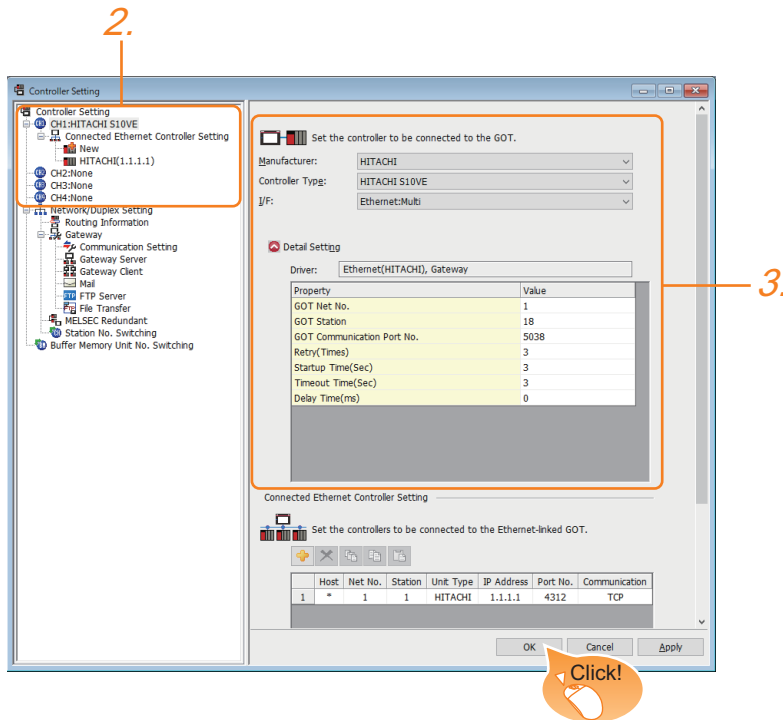 2.
Controller Setting
Controller Setting
CH1:HITACHI S10VE
Connected Ethernet Controller Setting
New
HITACHI(1.1.1.1)
CH2:None
CH3:None
CH4:None
Network/Duplex Setting
Routing Information
Gateway
Communication Setting
Gateway Server
Gateway Client
Mail
FTP Server
File Transfer
MELSEC Redundant
Station No. Switching
Buffer Memory Unit No. Switching
Set the controller to be connected to the GOT.
Manufacturer: HITACHI
Controller Type: HITACHI S10VE
I/F: Ethernet:Multi
Detail Setting
Driver: Ethernet(HITACHI), Gateway
Property Value
GOT Net No. 1
GOT Station 18
GOT Communication Port No. 5038
Retry(Times) 3
Startup Time(Sec) 3
Timeout Time(Sec) 3
Delay Time(ms) 0
3.
Connected Ethernet Controller Setting
Set the controllers to be connected to the Ethernet-linked GOT.
Host Net No. Station Unit Type IP Address Port No. Communication
1 * 1 1 HITACHI 1.1.1.1 4312 TCP
OK Cancel Apply
Click!